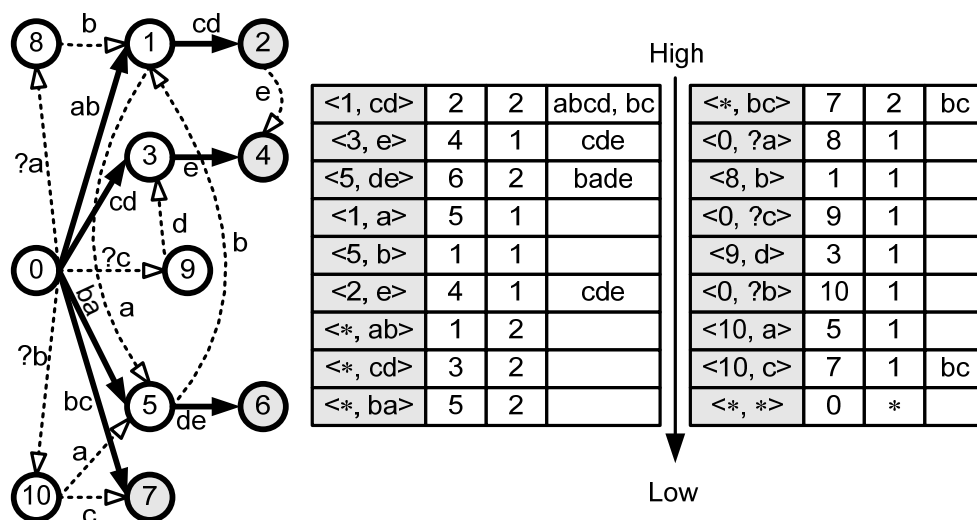 8 b 1 cd 2
ab e
?a 3 e 4
cd
d b
0 ?c 9
ba a
?b
bc 5 de 6
a
10 c 7
High
<1, cd> 2 2 abcd, bc
<3, e> 4 1 cde
<5, de> 6 2 bade
<1, a> 5 1
<5, b> 1 1
<2, e> 4 1 cde
<*, ab> 1 2
<*, cd> 3 2
<*, ba> 5 2
<*, bc> 7 2 bc
<0, ?a> 8 1
<8, b> 1 1
<0, ?c> 9 1
<9, d> 3 1
<0, ?b> 10 1
<10, a> 5 1
<10, c> 7 1 bc
<*, *> 0 *
Low